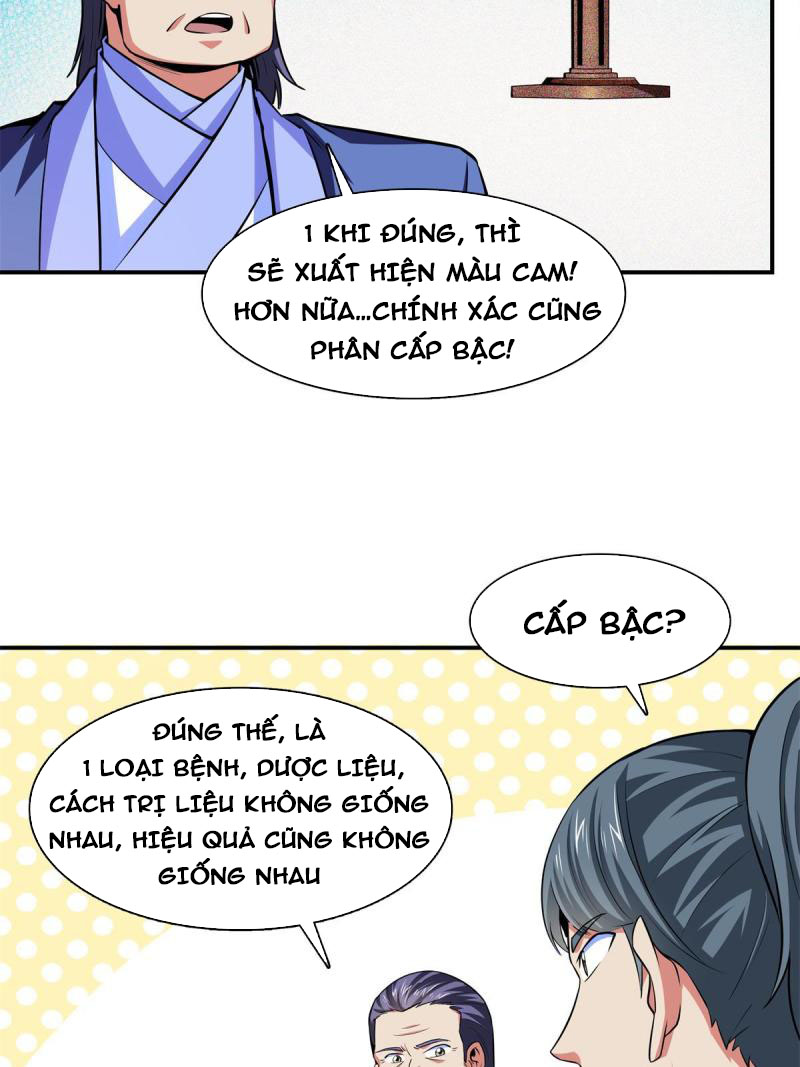 1 KHI ĐÚNG, THÌ
SẼ XUẤT HIỆN MÀU CAM!
HƠN NỮA...CHÍNH XÁC CŨNG
PHÂN CẤP BẬC!
CẤP BẬC?
ĐÚNG THẾ, LÀ
1 LOẠI BỆNH, DƯỢC LIỆU,
CÁCH TRỊ LIỆU KHÔNG GIỐNG
NHAU, HIỆU QUẢ CŨNG KHÔNG
GIỐNG NHAU